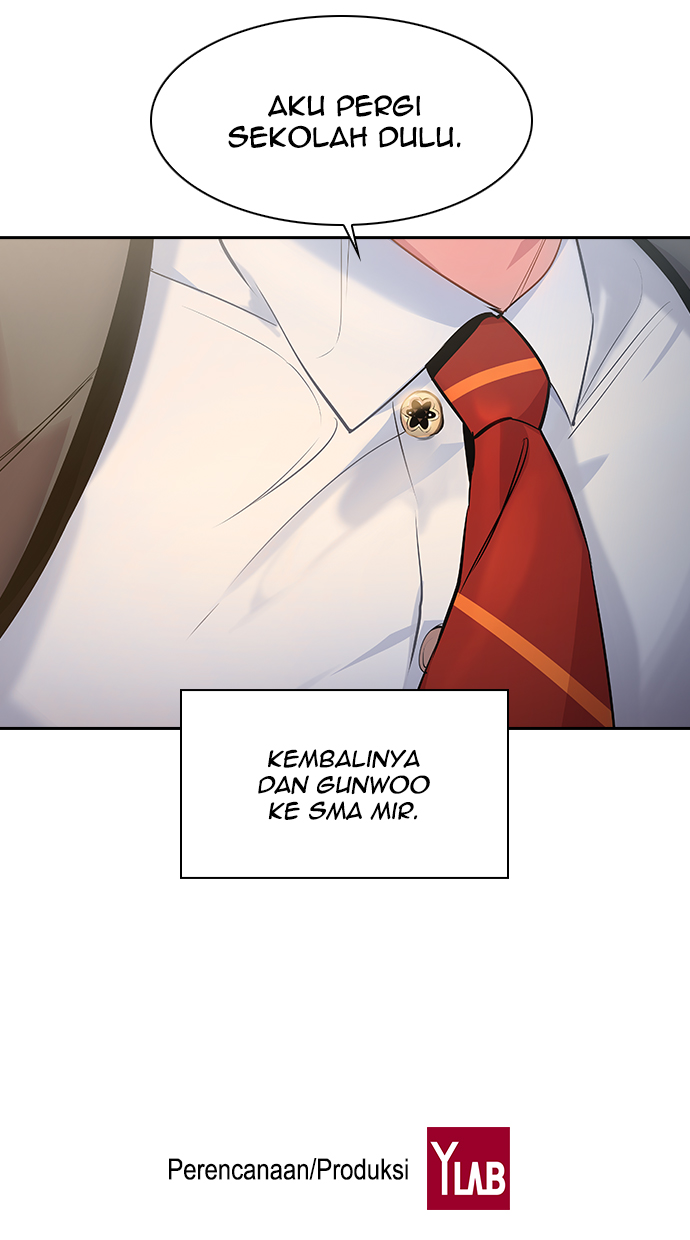 AKU PERGI
SEKOLAH DULU.
KEMBALINYA
DAN GUNWOO
KE SMA MIR.
Perencanaan/Produksi
YLAB